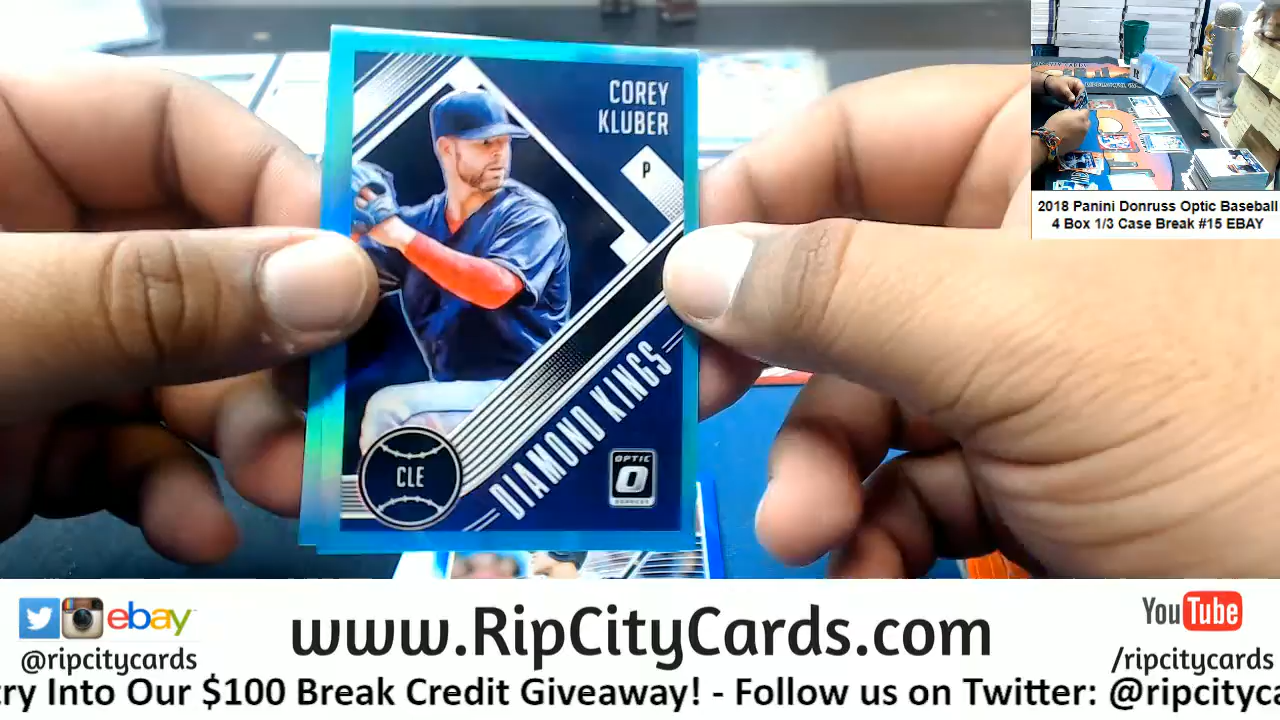 COREY
KLUBER
P
CLE
DIAMOND KINGS
OPTIC
O
2018 Panini Donruss Optic Baseball
4 Box 1/3 Case Break #15 EBAY
ebay
@ripcitycards
www.RipCityCards.com
YouTube
/ripcitycards
try Into Our $100 Break Credit Giveaway! - Follow us on Twitter: @ripcityca